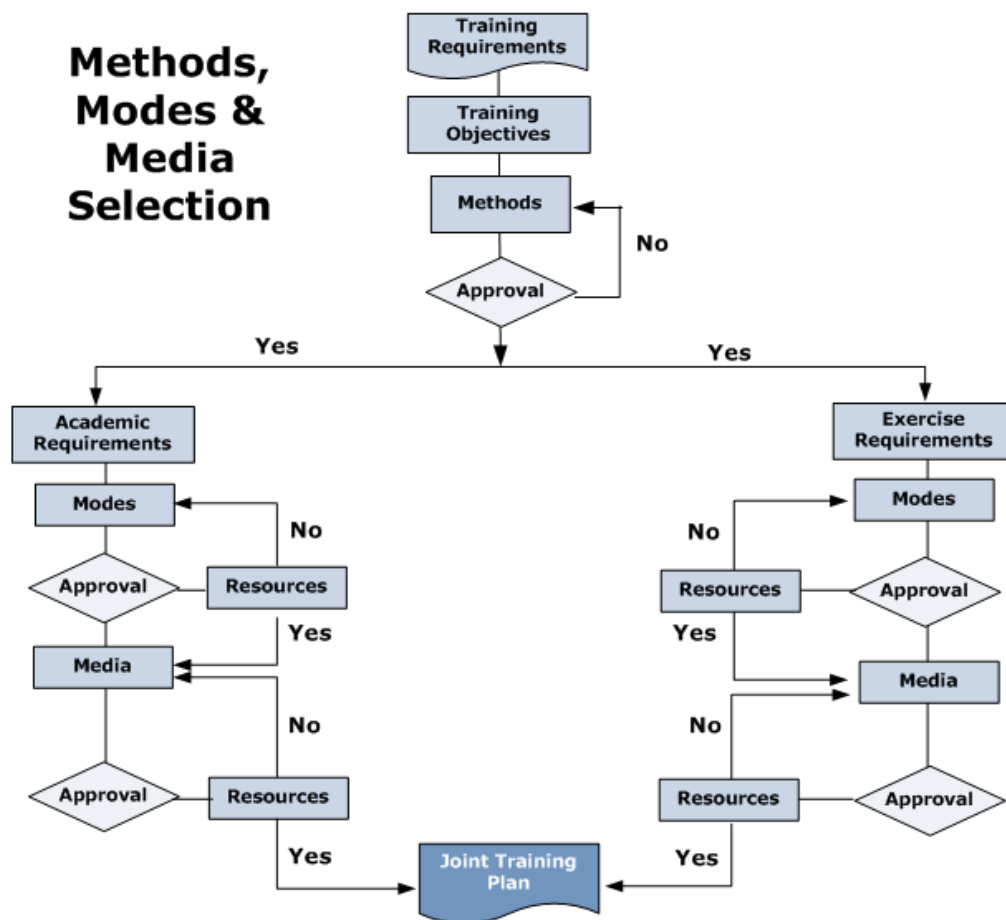 Methods,
Modes &
Media
Selection
Training
Requirements
Training
Objectives
Methods
No
Approval
Yes
Yes
Academic
Requirements
Modes
No
Approval
Resources
Yes
Media
No
Approval
Resources
Yes
Exercise
Requirements
Modes
No
Resources
Approval
Yes
Media
No
Resources
Approval
Yes
Joint Training
Plan